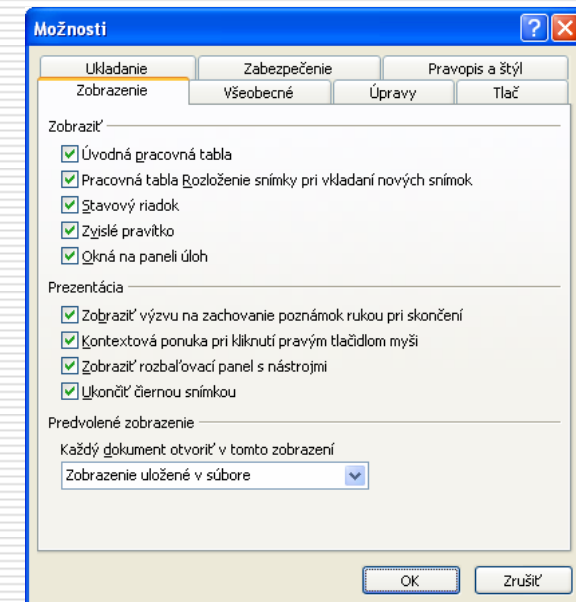 Možnosti
Ukladanie Zabezpečenie Pravopis a štýl
Zobrazenie Všeobecné Úpravy Tlač
Zobraziť
Úvodná pracovná tabla
Pracovná tabla Rozloženie snímky pri vkladaní nových snímok
Stavový riadok
Zvislé pravítko
Okná na paneli úloh
Prezentácia
Zobraziť výzvu na zachovanie poznámok rukou pri skončení
Kontextová ponuka pri kliknutí pravým tlačidlom myši
Zobraziť rozbaľovací panel s nástrojmi
Ukončiť čiernou snímkou
Predvolené zobrazenie
Každý dokument otvoriť v tomto zobrazení
Zobrazenie uložené v súbore
OK Zrušiť